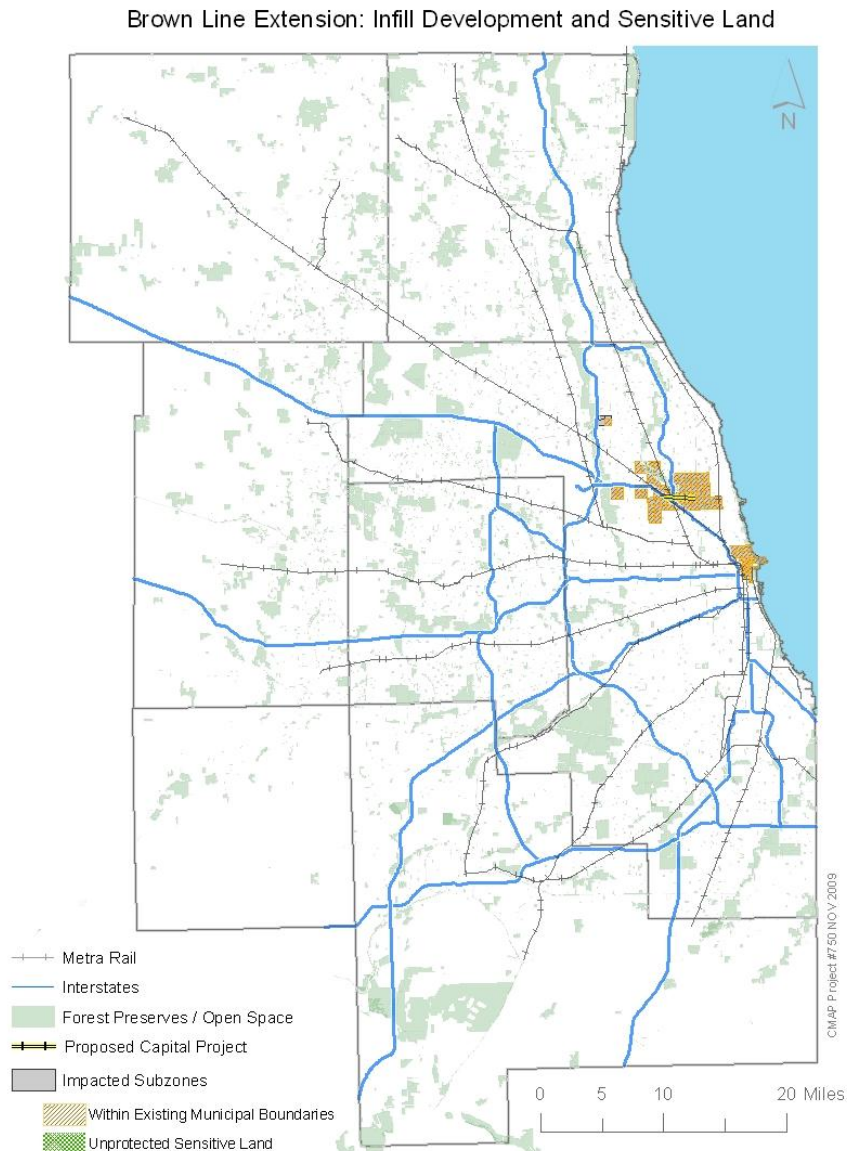 Brown Line Extension: Infill Development and Sensitive Land
N
Metra Rail
Interstates
Forest Preserves / Open Space
Proposed Capital Project
Impacted Subzones
Within Existing Municipal Boundaries
Unprotected Sensitive Land
0 5 10 20 Miles
CMAP Project #750 NOV 2009